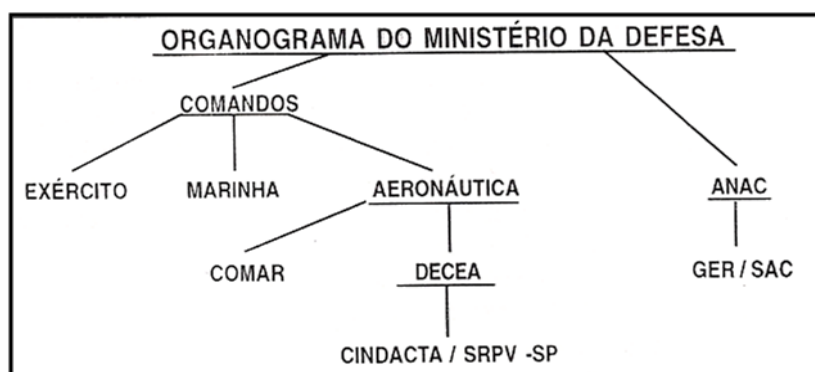 ORGANOGRAMA DO MINISTÉRIO DA DEFESA
COMANDOS
EXÉRCITO MARINHA AERONÁUTICA ANAC
COMAR DECEA GER / SAC
CINDACTA / SRPV -SP